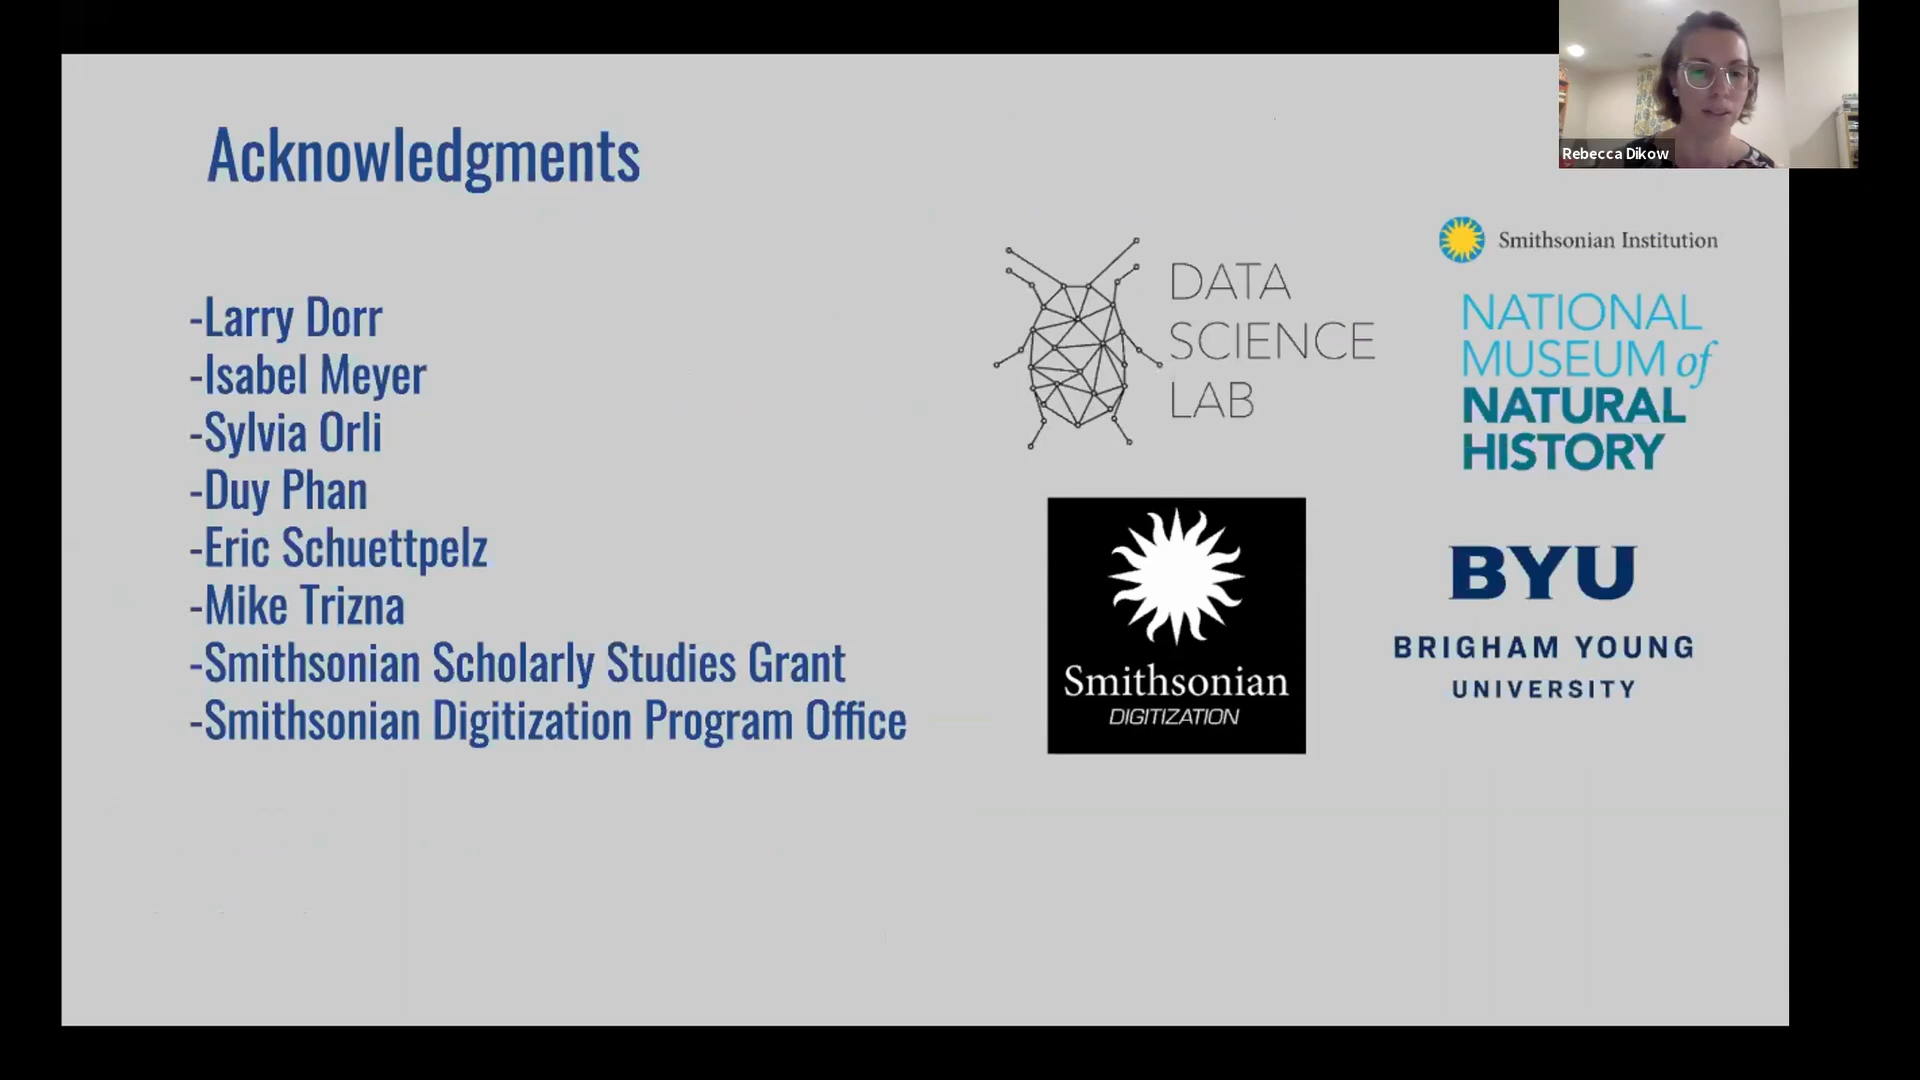 Rebecca Dikow
Acknowledgments
-Larry Dorr
-Isabel Meyer
-Sylvia Orli
-Duy Phan
-Eric Schuettpelz
-Mike Trizna
-Smithsonian Scholarly Studies Grant
-Smithsonian Digitization Program Office
DATA
SCIENCE
LAB
Smithsonian Institution
NATIONAL
MUSEUM of
NATURAL
HISTORY
Smithsonian
DIGITIZATION
BYU
BRIGHAM YOUNG
UNIVERSITY